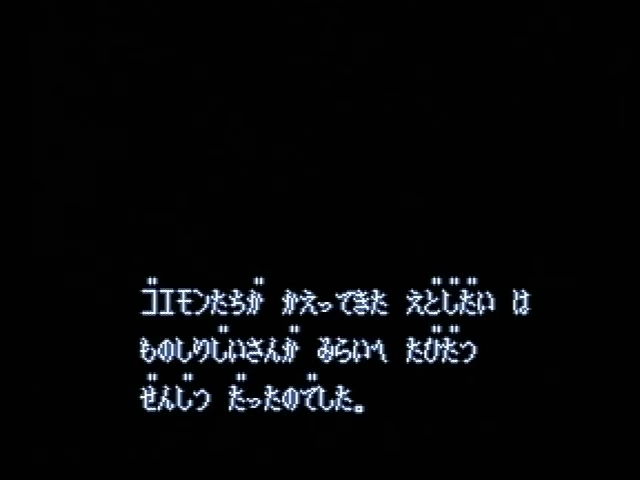 ゴエモンたちが かえってきた えどじだい は
ものしりじいさんが みらいへ たびだつ
ぜんじつ だったのでした。